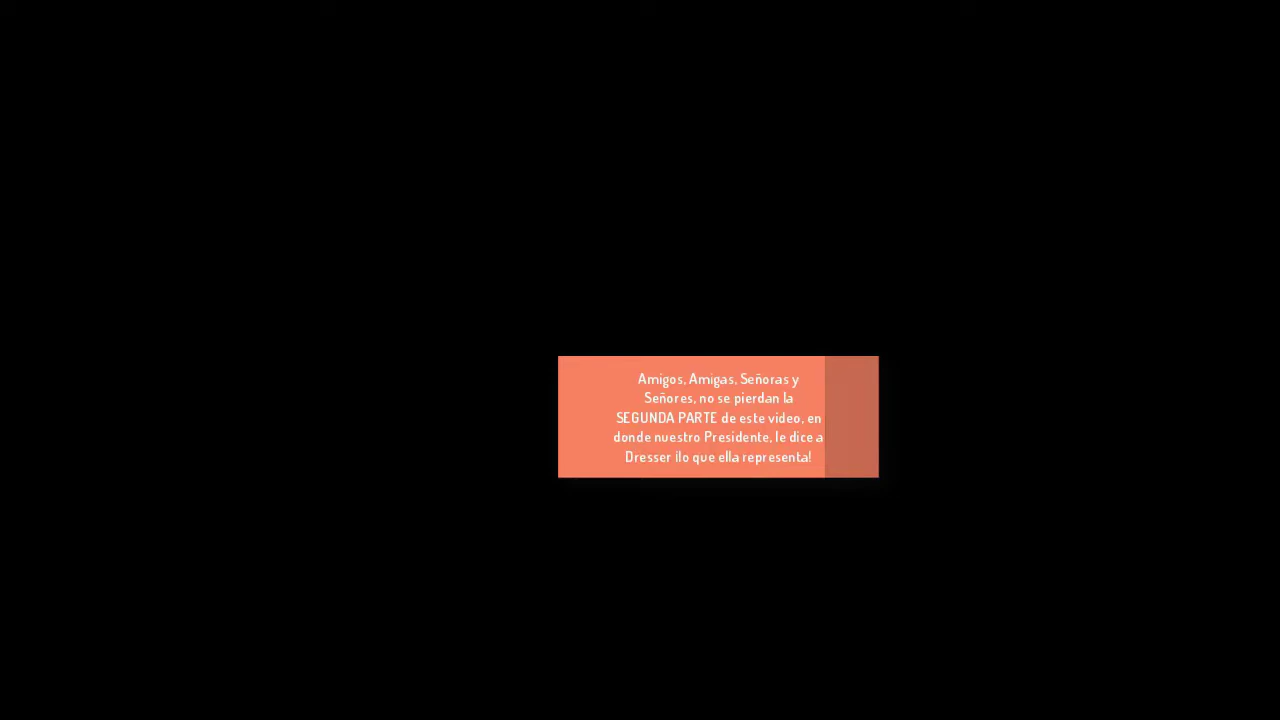 Amigos, Amigas, Señoras y
Señores, no se pierdan la
SEGUNDA PARTE de este video, en
donde nuestro Presidente, le dice a
Dresser ¡lo que ella representa!